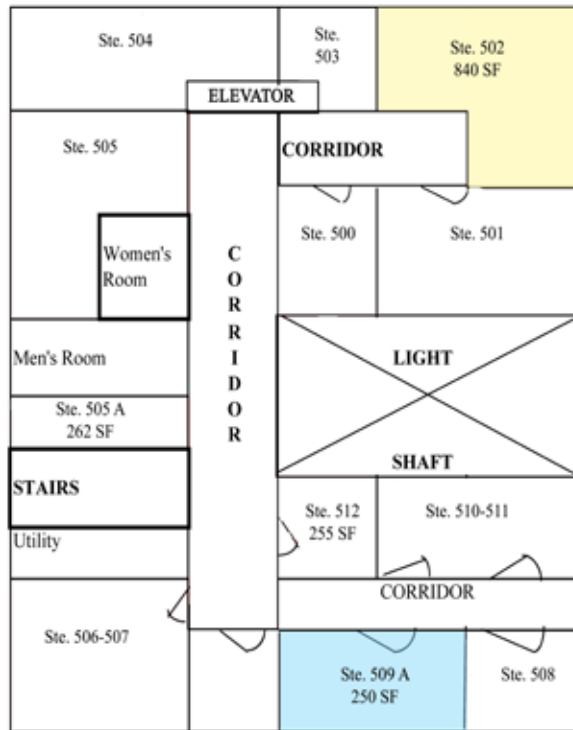 Ste. 504
Ste.
503
Ste. 502
840 SF
ELEVATOR
Ste. 505
CORRIDOR
Women's
Room
CORRIDOR
Ste. 500
Ste. 501
Men's Room
LIGHT
SHAFT
Ste. 505 A
262 SF
STAIRS
Utility
Ste. 512
255 SF
Ste. 510-511
CORRIDOR
Ste. 506-507
Ste. 509 A
250 SF
Ste. 508